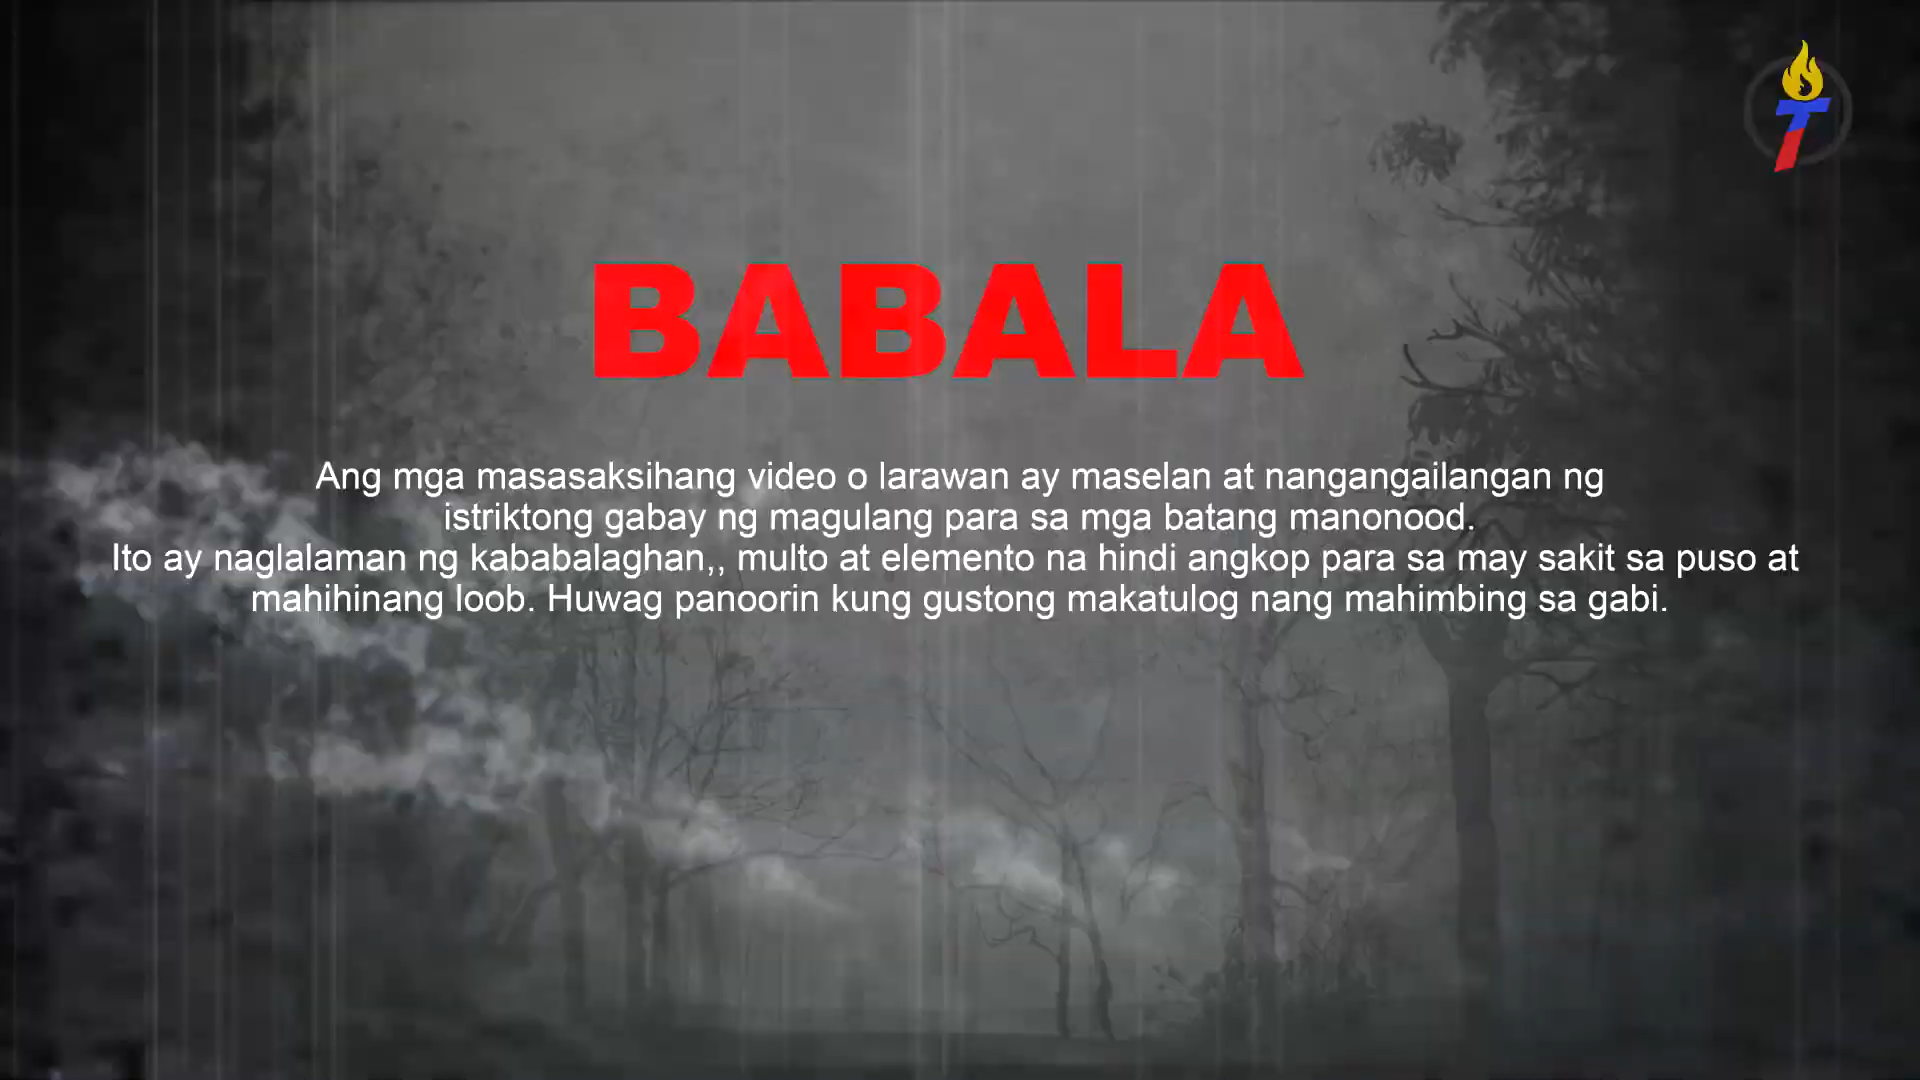 BABALA
Ang mga masasaksihang video o larawan ay maselan at nangangailangan ng
istriktong gabay ng magulang para sa mga batang manonood.
Ito ay naglalaman ng kababalaghan,, multo at elemento na hindi angkop para sa may sakit sa puso at
mahihinang loob. Huwag panoorin kung gustong makatulog nang mahimbing sa gabi.